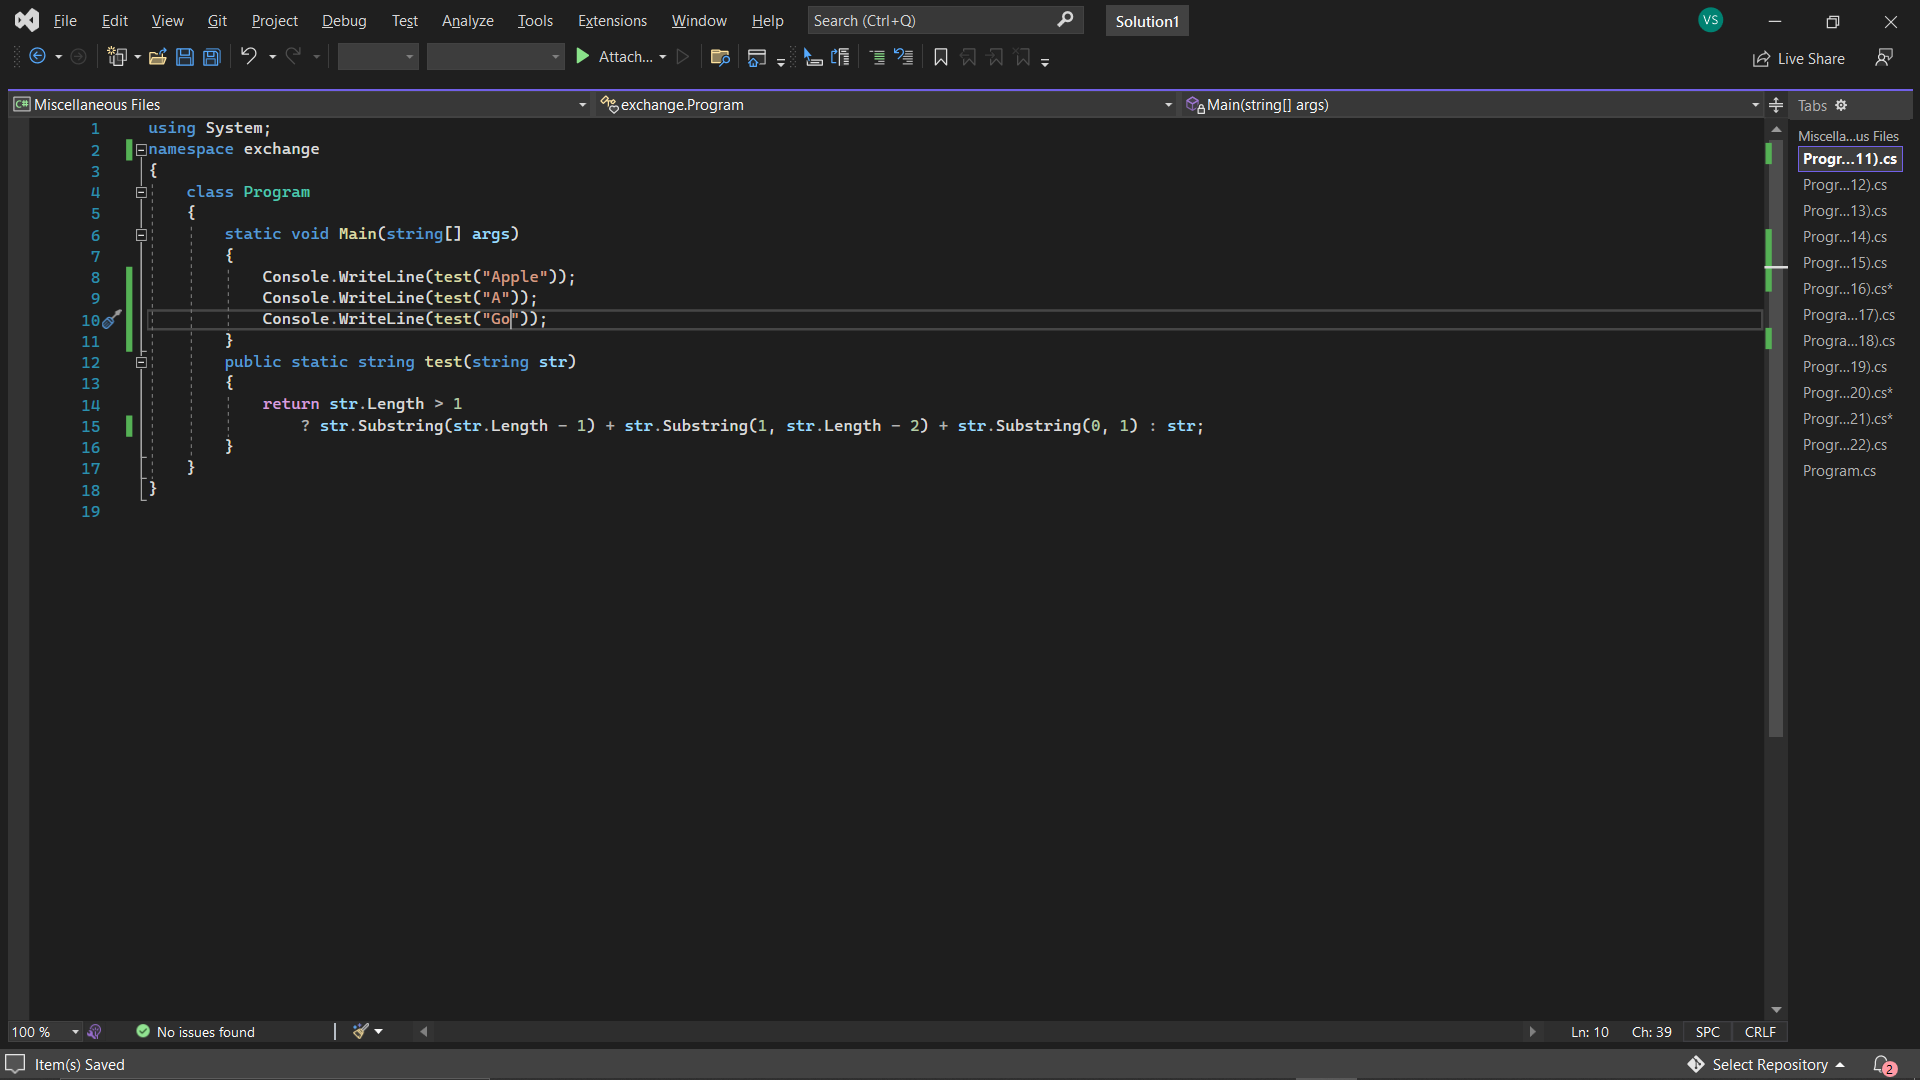 File Edit View Git Project Debug Test Analyze Tools Extensions Window Help Search (Ctrl+Q) Solution1 VS
Attach... Live Share
Miscellaneous Files exchange.Program Main(string[] args) Tabs
1 using System;
2 namespace exchange
3 {
4 class Program
5 {
6 static void Main(string[] args)
7 {
8 Console.WriteLine(test("Apple"));
9 Console.WriteLine(test("A"));
10 Console.WriteLine(test("Go"));
11 }
12 public static string test(string str)
13 {
14 return str.Length > 1
15 ? str.Substring(str.Length - 1) + str.Substring(1, str.Length - 2) + str.Substring(0, 1) : str;
16 }
17 }
18 }
19
Miscella...us Files
Progr...11).cs
Progr...12).cs
Progr...13).cs
Progr...14).cs
Progr...15).cs
Progr...16).cs*
Progra...17).cs
Progra...18).cs
Progr...19).cs
Progr...20).cs*
Progr...21).cs*
Progr...22).cs
Program.cs
100 % No issues found Ln: 10 Ch: 39 SPC CRLF
Item(s) Saved Select Repository 2